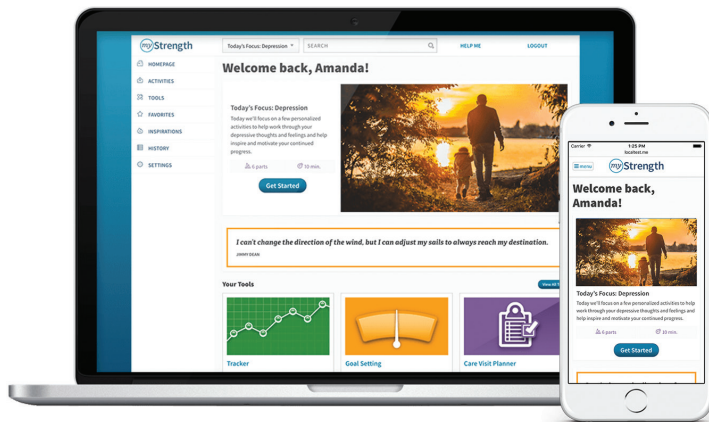 myStrength
Today's Focus: Depression
SEARCH
HELP ME
LOGOUT
HOMEPAGE
ACTIVITIES
TOOLS
FAVORITES
INSPIRATIONS
HISTORY
SETTINGS
Welcome back, Amanda!
Today's Focus: Depression
Today we'll focus on a few personalized
activities to help work through your
depressive thoughts and feelings and help
inspire and motivate your continued
progress.
6 parts
10 min.
Get Started
I can't change the direction of the wind, but I can adjust my sails to always reach my destination.
JIMMY DEAN
Your Tools
View All
Tracker
Goal Setting
Care Visit Planner
Carrier
1:25 PM
localtest.me
MENU
myStrength
Welcome back,
Amanda!
Today's Focus: Depression
Today we'll focus on a few personalized activities to help
work through your depressive thoughts and feelings and
help inspire and motivate your continued progress.
6 parts
10 min.
Get Started